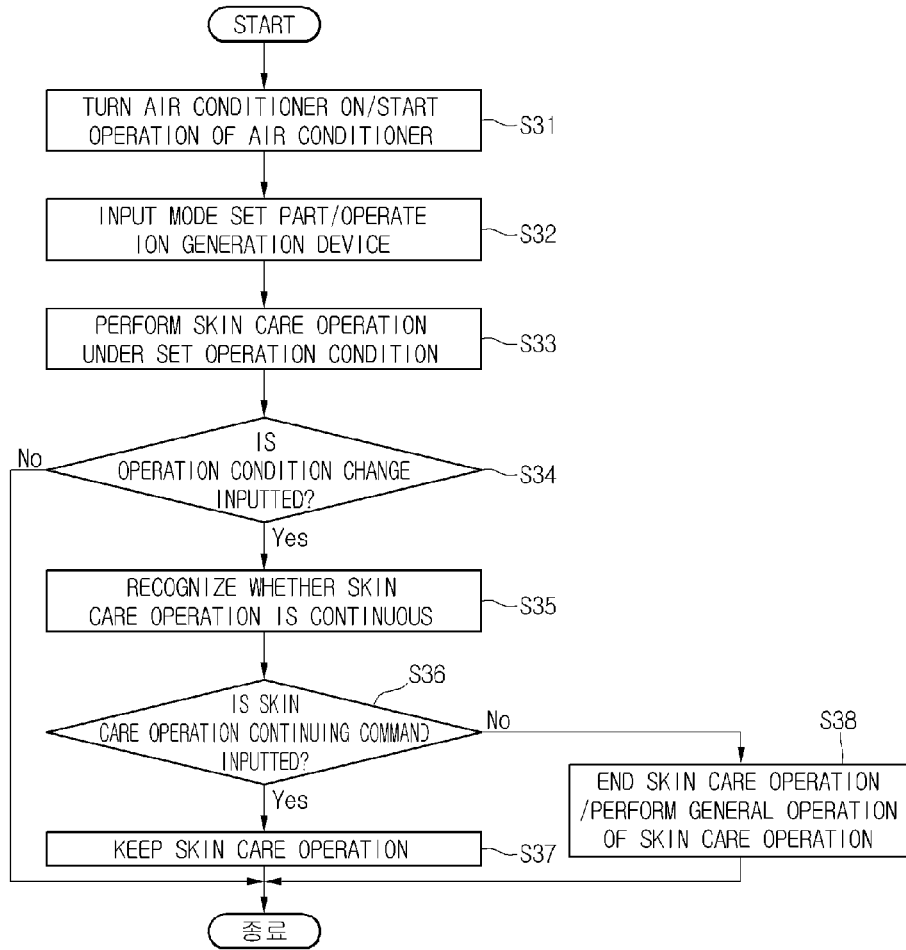 START
TURN AIR CONDITIONER ON/START
OPERATION OF AIR CONDITIONER
S31
INPUT MODE SET PART/OPERATE
ION GENERATION DEVICE
S32
PERFORM SKIN CARE OPERATION
UNDER SET OPERATION CONDITION
S33
IS
OPERATION CONDITION CHANGE
INPUTTED?
No
S34
Yes
RECOGNIZE WHETHER SKIN
CARE OPERATION IS CONTINUOUS
S35
S36
IS SKIN
CARE OPERATION CONTINUING COMMAND
INPUTTED?
No
S38
END SKIN CARE OPERATION
/PERFORM GENERAL OPERATION
OF SKIN CARE OPERATION
Yes
KEEP SKIN CARE OPERATION
S37
종료